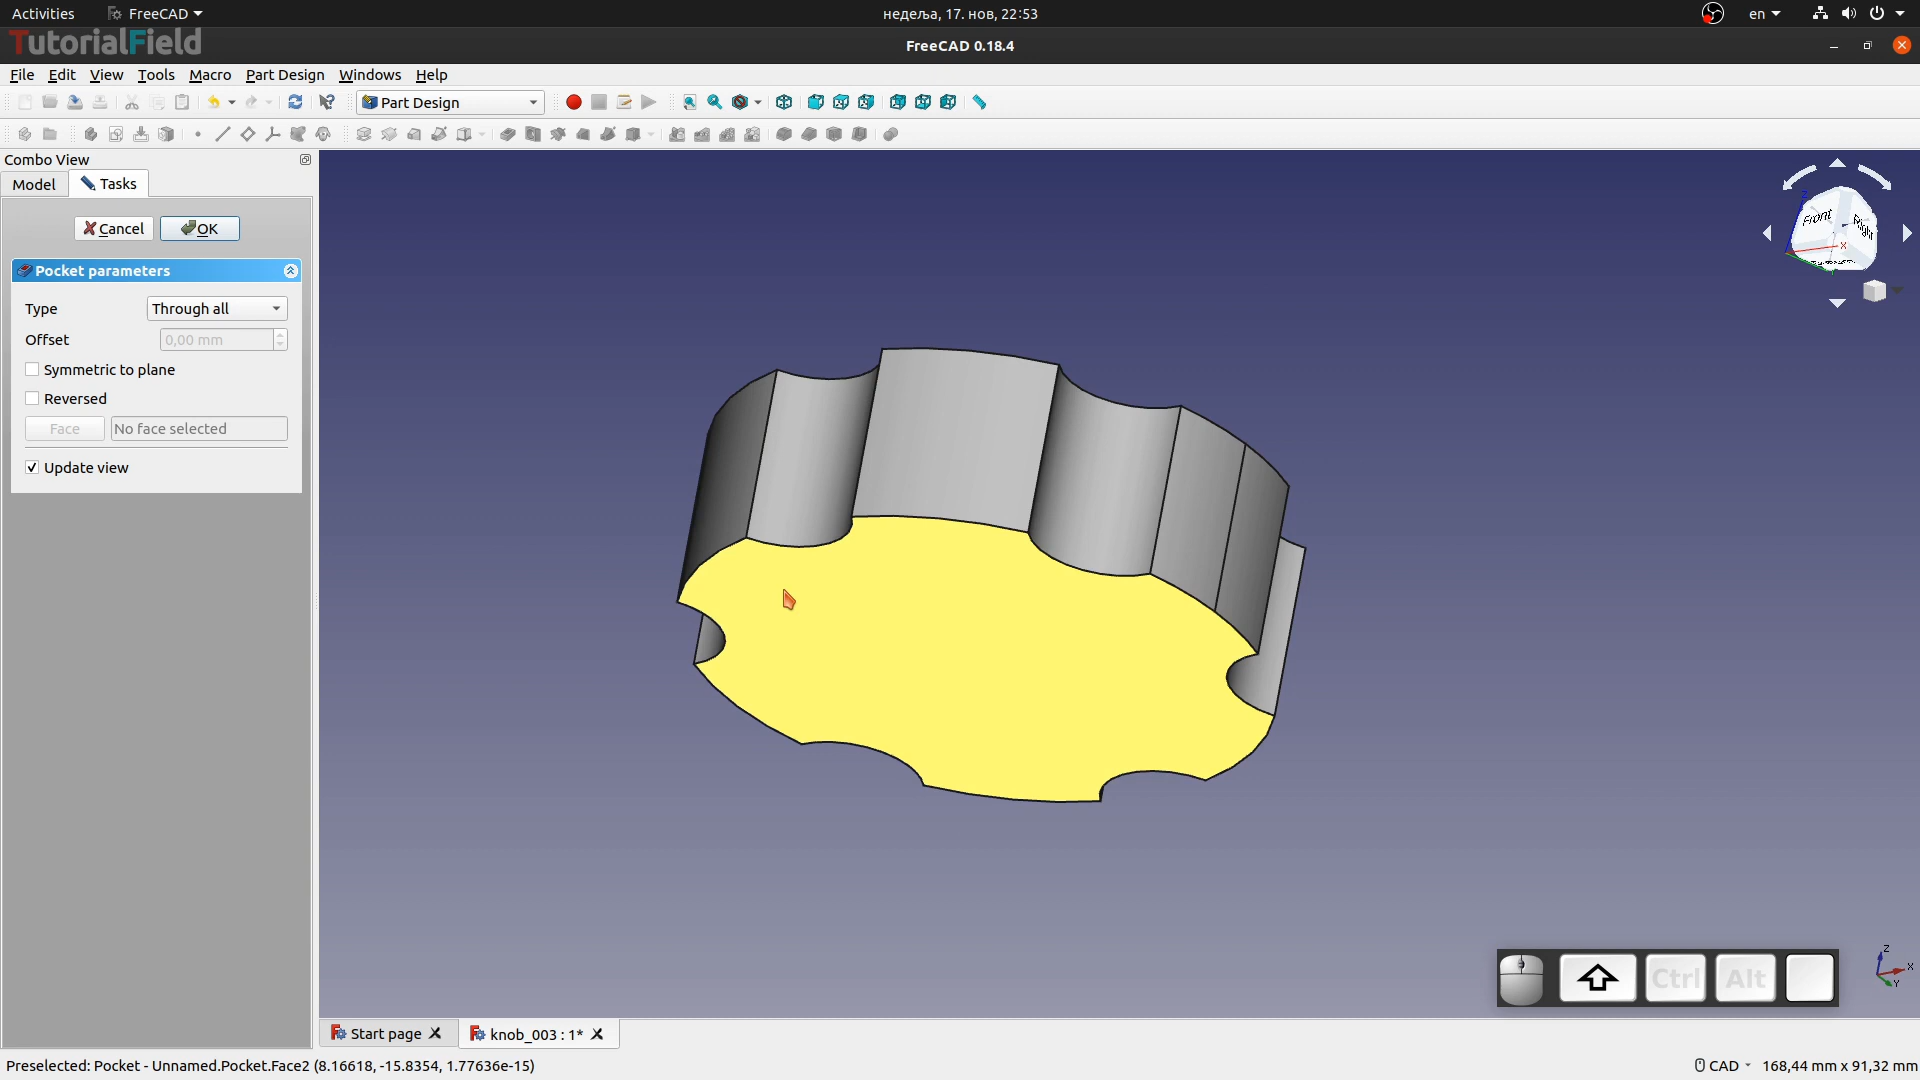 Activities
FreeCAD
недеља, 17. нов, 22:53
en
TutorialField
FreeCAD 0.18.4
File Edit View Tools Macro Part Design Windows Help
Part Design
Combo View
Model
Tasks
Cancel
OK
Pocket parameters
Type
Through all
Offset
0,00 mm
Symmetric to plane
Reversed
Face
No face selected
Update view
Front
Right
X
Ctrl
Alt
Z
X
Y
Start page
knob_003 : 1*
Preselected: Pocket - Unnamed.Pocket.Face2 (8.16618, -15.8354, 1.77636e-15)
CAD
168,44 mm x 91,32 mm